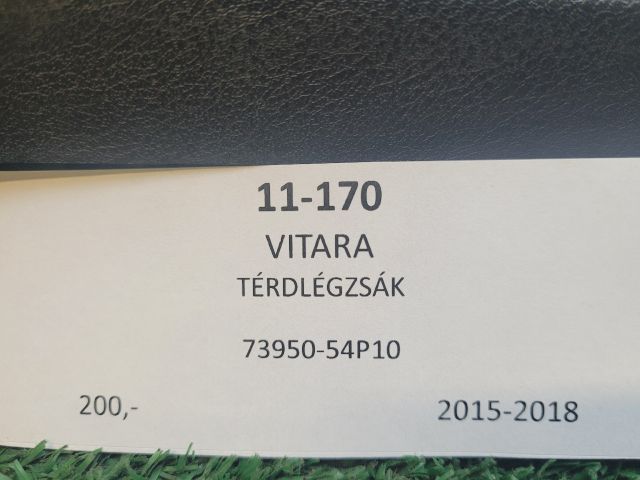 11-170
VITARA
TÉRDLÉGZSÁK
73950-54P10
200,- 2015-2018